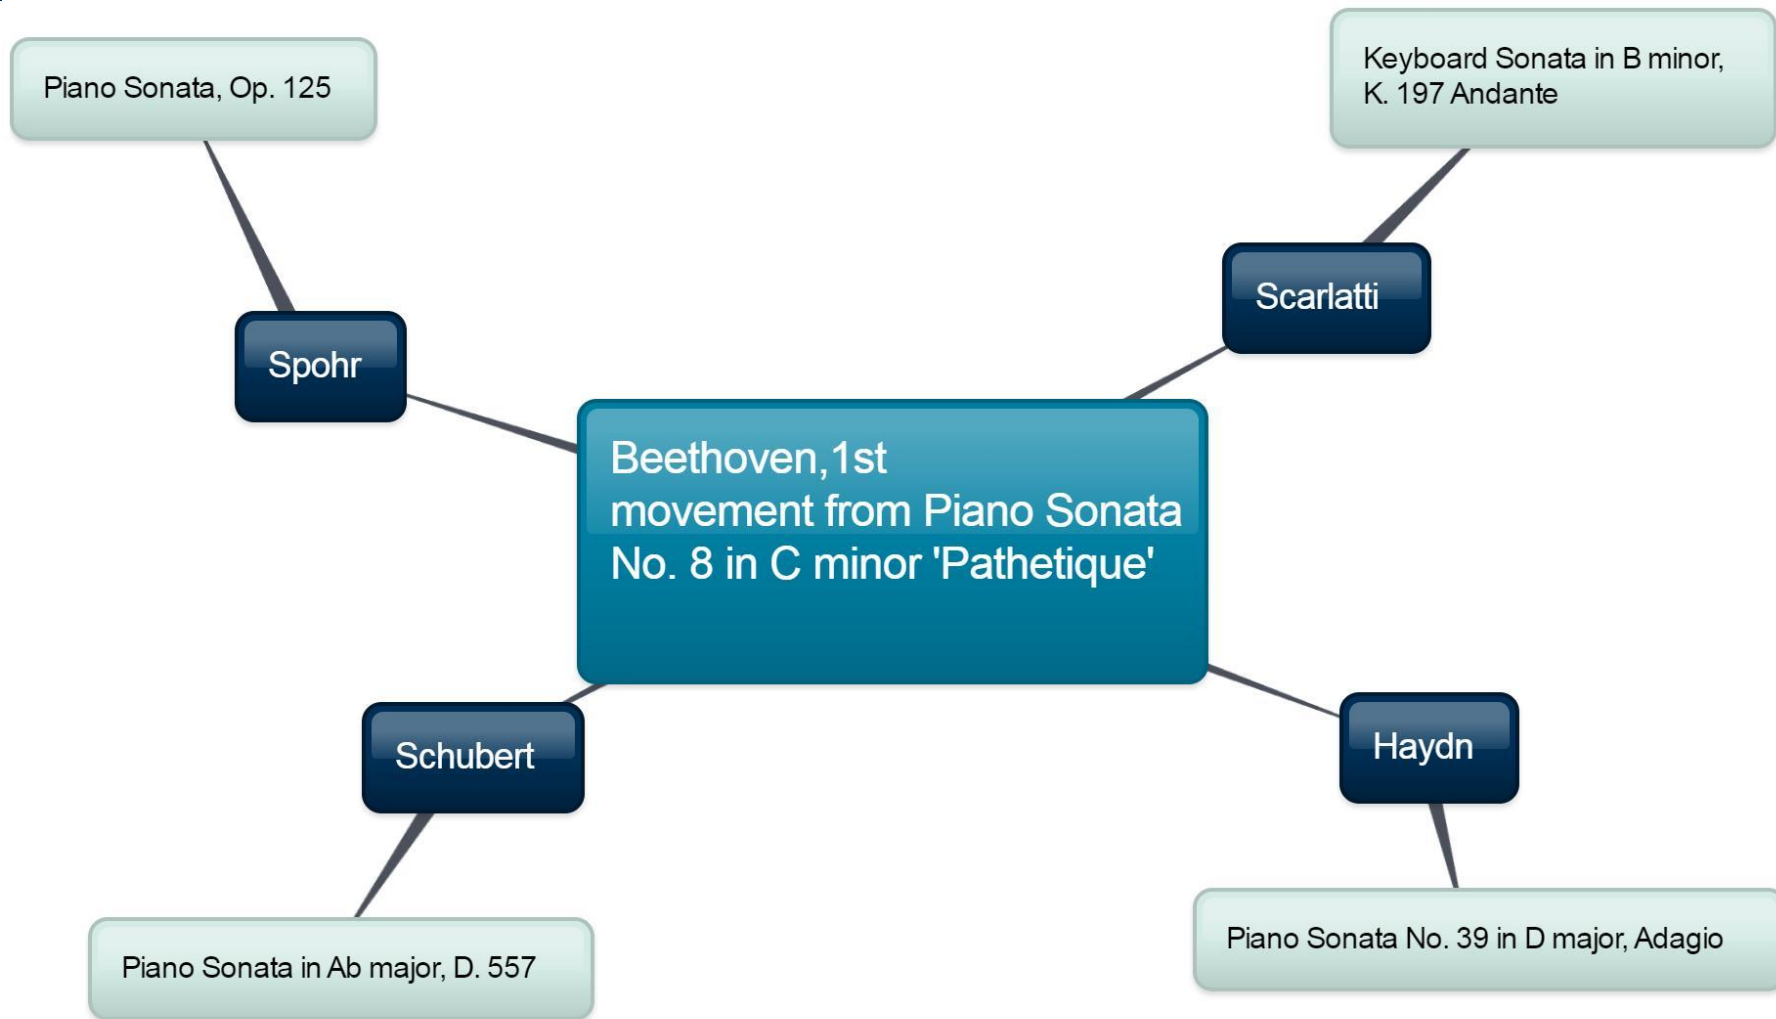 Piano Sonata, Op. 125
Keyboard Sonata in B minor,
K. 197 Andante
Spohr
Scarlatti
Beethoven,1st
movement from Piano Sonata
No. 8 in C minor 'Pathetique'
Schubert
Haydn
Piano Sonata in Ab major, D. 557
Piano Sonata No. 39 in D major, Adagio